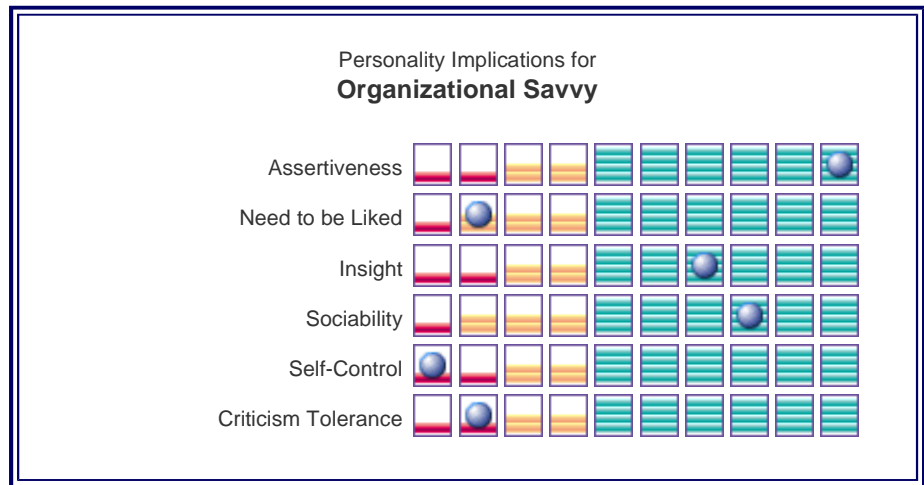 Personality Implications for
Organizational Savvy
Assertiveness
Need to be Liked
Insight
Sociability
Self-Control
Criticism Tolerance